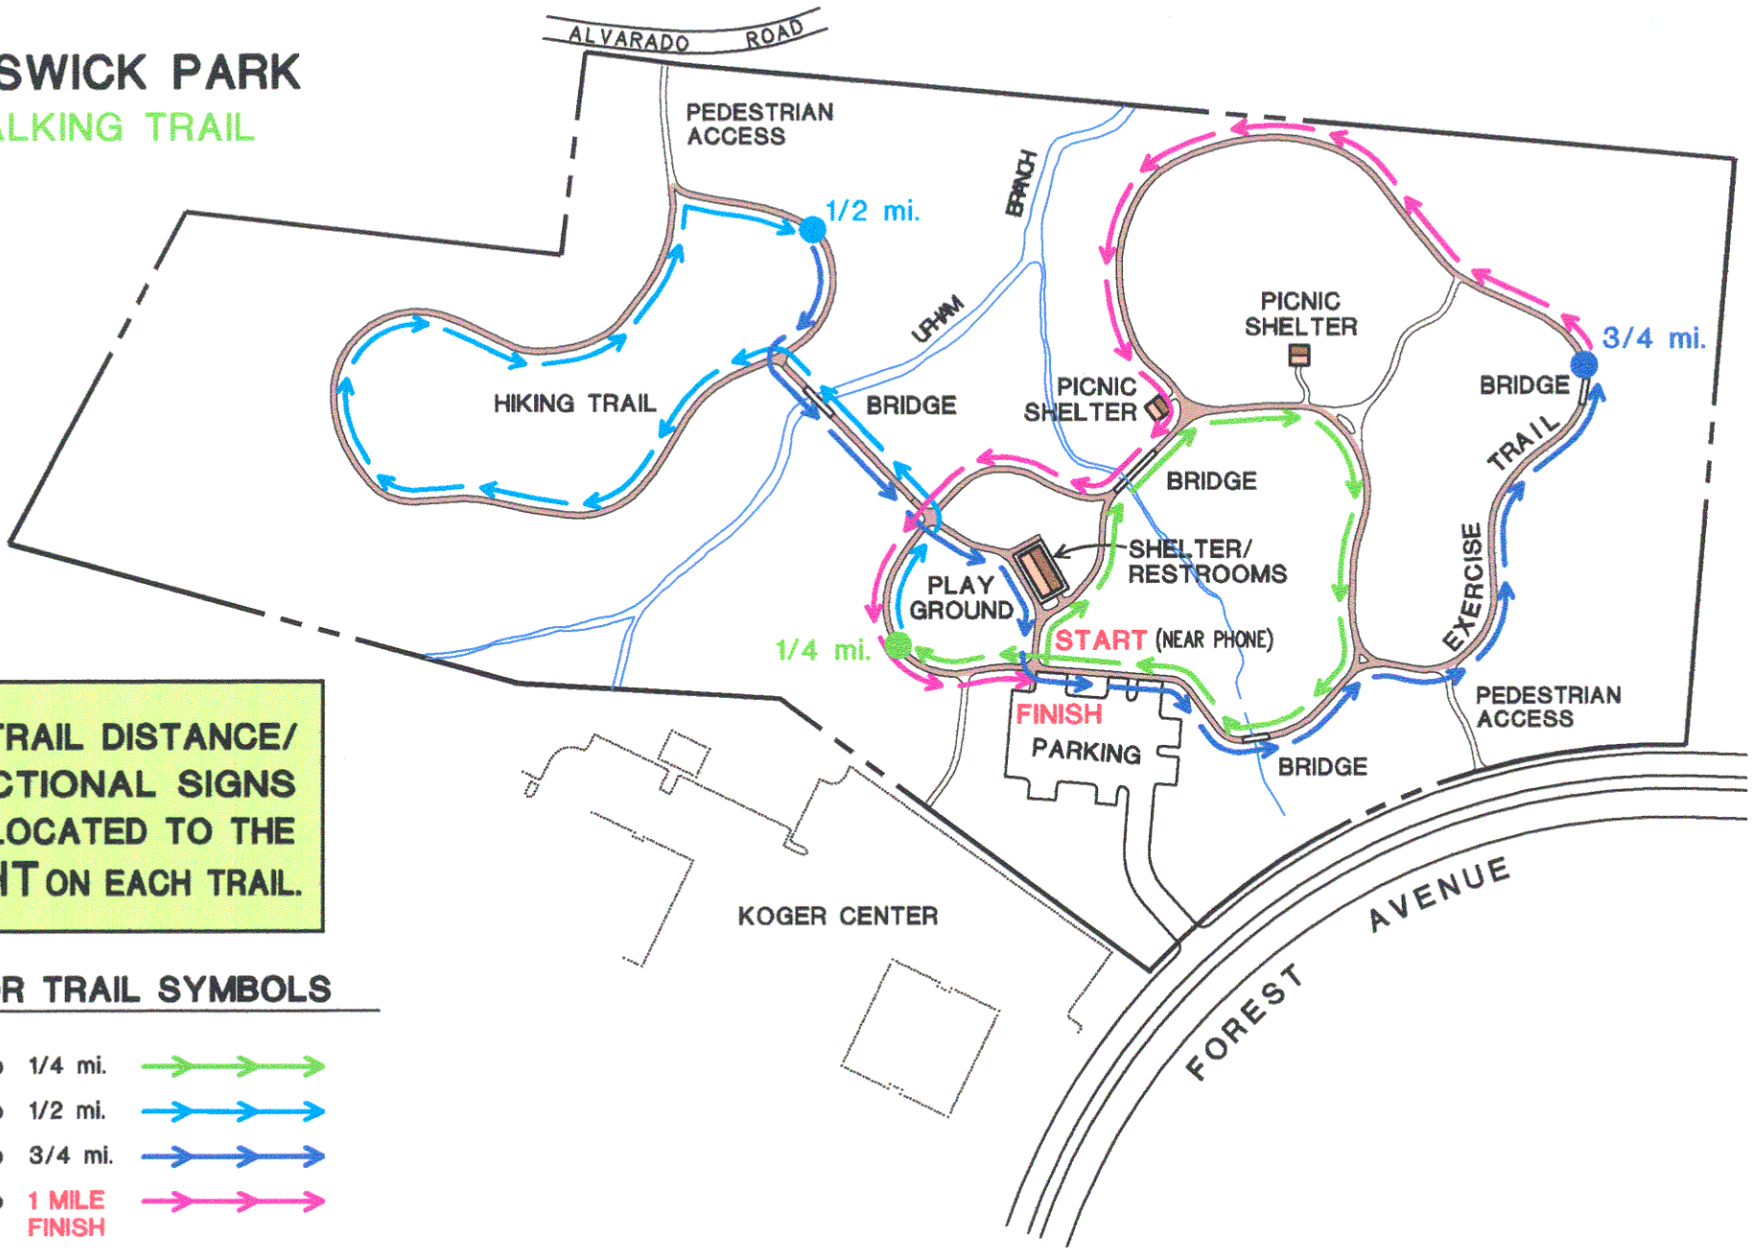 SWICK PARK
ALKING TRAIL
ALVARADO ROAD
PEDESTRIAN
ACCESS
1/2 mi.
BRANCH
URHAM
PICNIC
SHELTER
3/4 mi.
BRIDGE
PICNIC
SHELTER
HIKING TRAIL
BRIDGE
EXERCISE TRAIL
BRIDGE
SHELTER/
RESTROOMS
PLAY
GROUND
START (NEAR PHONE)
1/4 mi.
FINISH
PARKING
BRIDGE
PEDESTRIAN
ACCESS
KOGER CENTER
FOREST AVENUE
TRAIL DISTANCE/
CTIONAL SIGNS
LOCATED TO THE
HT ON EACH TRAIL.
OR TRAIL SYMBOLS
1/4 mi.
1/2 mi.
3/4 mi.
1 MILE
FINISH